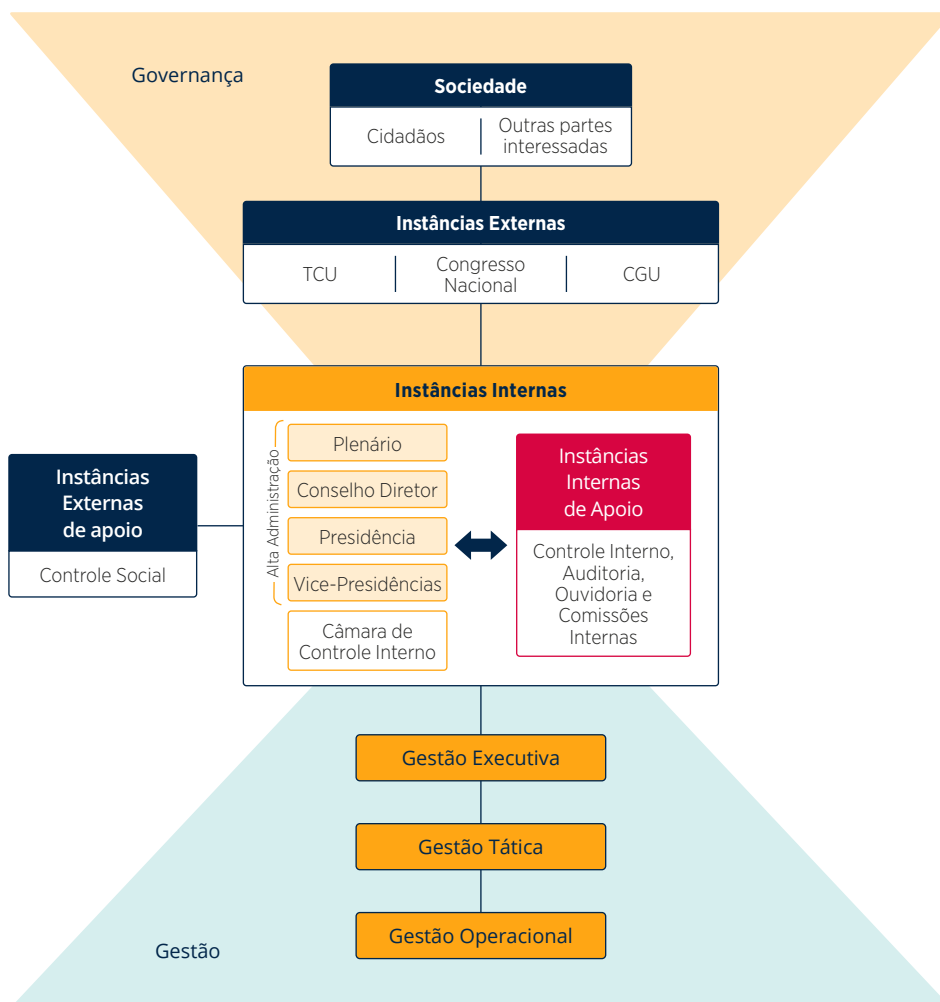 Governança
Sociedade
Cidadãos
Outras partes
interessadas
Instâncias Externas
TCU
Congresso
Nacional
CGU
Instâncias Internas
Alta Administração
Plenário
Conselho Diretor
Presidência
Vice-Presidências
Câmara de
Controle Interno
Instâncias
Internas
de Apoio
Controle Interno,
Auditoria,
Ouvidoria e
Comissões
Internas
Instâncias
Externas
de apoio
Controle Social
Gestão Executiva
Gestão Tática
Gestão Operacional
Gestão